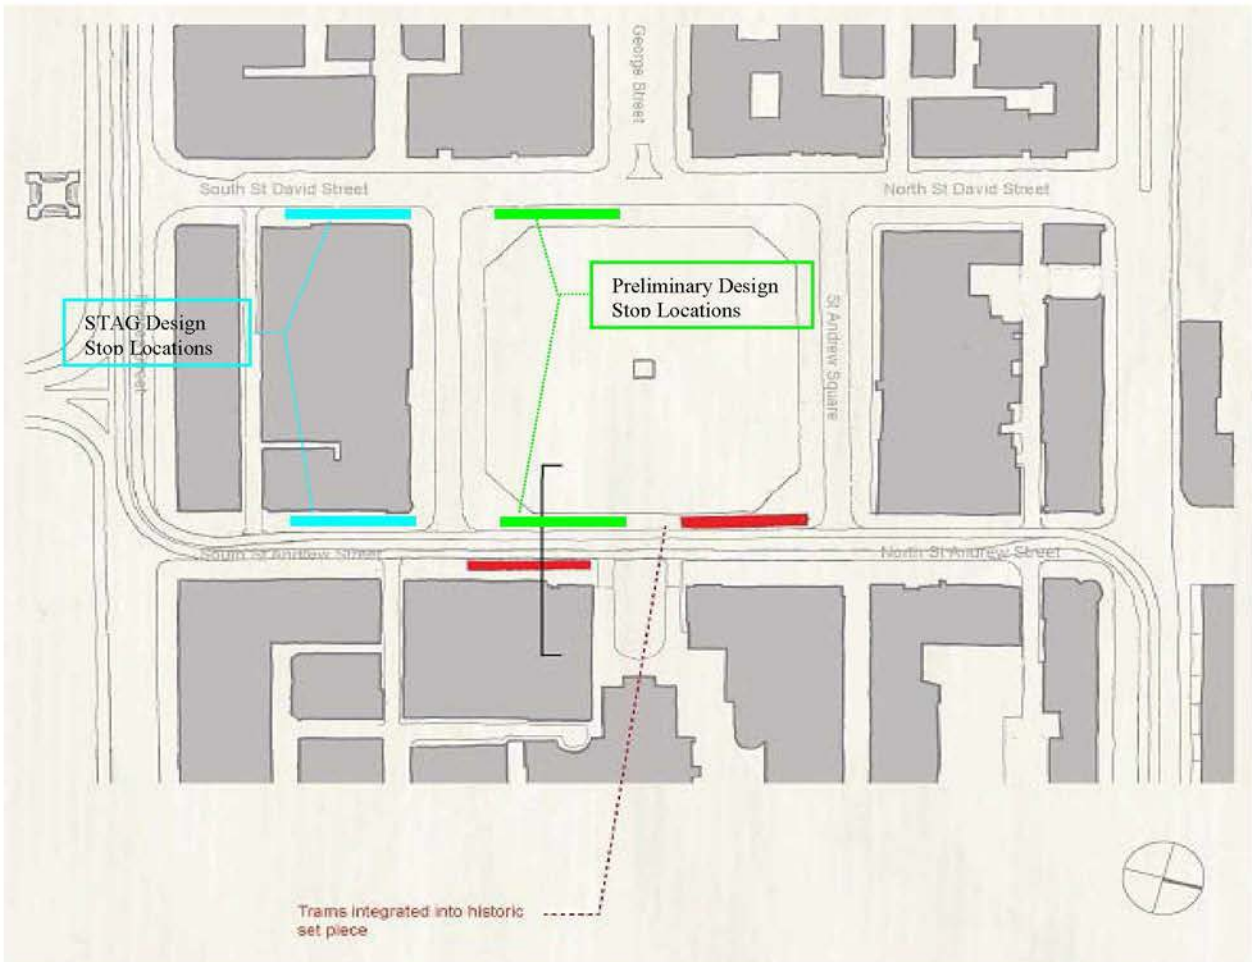 George Street
South St David Street
North St David Street
Preliminary Design
Stop Locations
STAG Design
Stop Locations
St Andrew Square
South St Andrew Street
North St Andrew Street
Trams integrated into historic
set piece